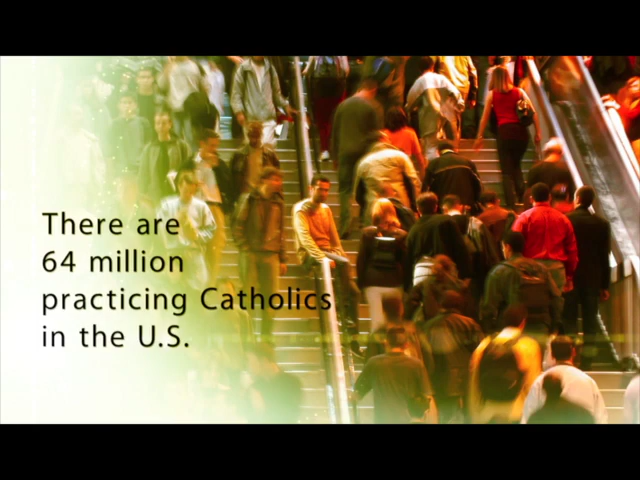 There are
64 million
practicing Catholics
in the U.S.